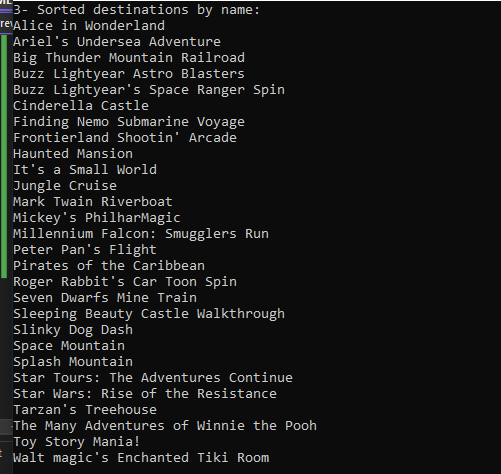 3- Sorted destinations by name:
Alice in Wonderland
Ariel's Undersea Adventure
Big Thunder Mountain Railroad
Buzz Lightyear Astro Blasters
Buzz Lightyear's Space Ranger Spin
Cinderella Castle
Finding Nemo Submarine Voyage
Frontierland Shootin' Arcade
Haunted Mansion
It's a Small World
Jungle Cruise
Mark Twain Riverboat
Mickey's PhilharMagic
Millennium Falcon: Smugglers Run
Peter Pan's Flight
Pirates of the Caribbean
Roger Rabbit's Car Toon Spin
Seven Dwarfs Mine Train
Sleeping Beauty Castle Walkthrough
Slinky Dog Dash
Space Mountain
Splash Mountain
Star Tours: The Adventures Continue
Star Wars: Rise of the Resistance
Tarzan's Treehouse
The Many Adventures of Winnie the Pooh
Toy Story Mania!
Walt magic's Enchanted Tiki Room